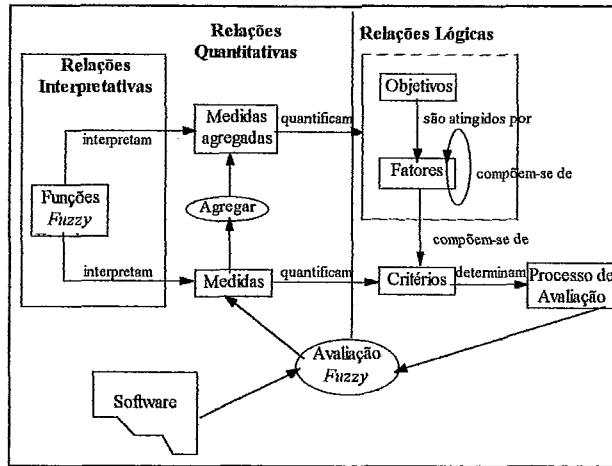 Relações
Quantitativas
Relações Lógicas
Relações
Interpretativas
Objetivos
Medidas
agregadas
quantificam
são atingidos por
interpretam
Fatores
compõem-se de
Funções
Fuzzy
Agregar
compõem-se de
interpretam
Medidas
quantificam
Critérios
determinam
Processo de
Avaliação
Avaliação
Fuzzy
Software